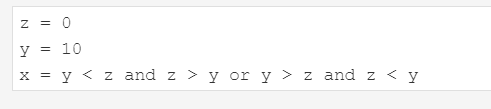 z = 0
y = 10
x = y < z and z > y or y > z and z < y